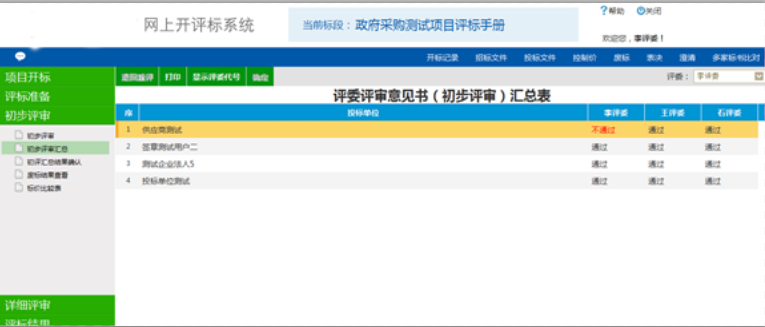 ?帮助 关闭
网上开评标系统
当前标段：政府采购测试项目评标手册
欢迎您，李评委！
开标记录 招标文件 投标文件 控制价 废标 表决 澄清 多家标书比对
项目开标
退回重评 打印 显示评委代号 确定
评委：李评委
评标准备
评委评审意见书（初步评审）汇总表
初步评审
序 投标单位 李评委 王评委 石评委
1 供应商测试 不通过 通过 通过
初步评审
2 签章测试用户二 通过 通过 通过
初步评审汇总
初评汇总结果确认
3 测试企业法人5 通过 通过 通过
废标结果查看
4 投标单位测试 通过 通过 通过
标价比较表
详细评审
评标结果